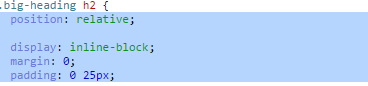 .big-heading h2 {
position: relative;
display: inline-block;
margin: 0;
padding: 0 25px;